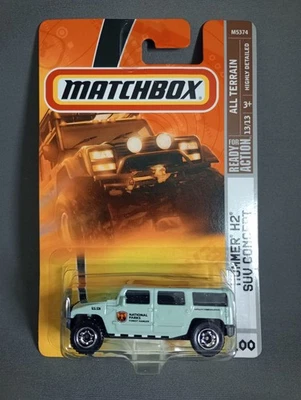 M5374
MATCHBOX
ALL TERRAIN
HIGHLY DETAILED
READY FOR ACTION
13/13
3+
HUMMER H2
SUV CONCEPT
00
NATIONAL
PARKS